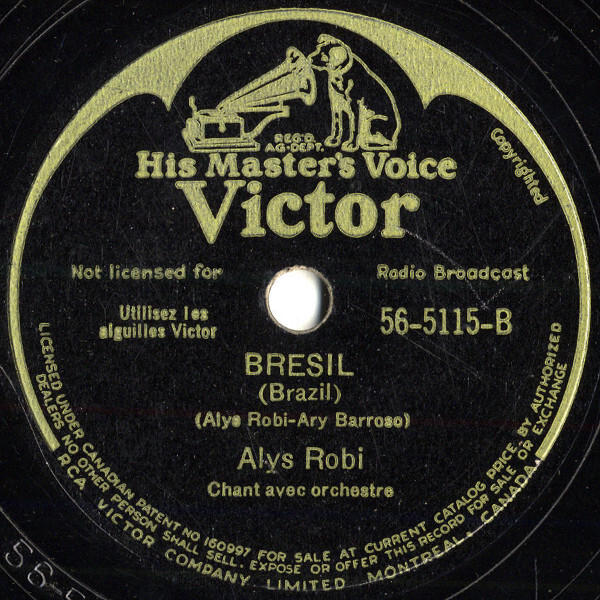 REG'D.
AG-DEPT.
His Master's Voice
Victor
Copyrighted
Not licensed for Radio Broadcast
Utilisez les
aiguilles Victor
56-5115-B
BRESIL
(Brazil)
(Alys Robi-Ary Barroso)
Alys Robi
Chant avec orchestre
LICENSED UNDER CANADIAN PATENT NO 160997 FOR SALE AT CURRENT CATALOG PRICE BY AUTHORIZED
DEALERS NO OTHER PERSON SHALL SELL. EXPOSE OR OFFER THIS RECORD FOR SALE OR EXCHANGE
RCA VICTOR COMPANY LIMITED MONTREAL, CANADA.